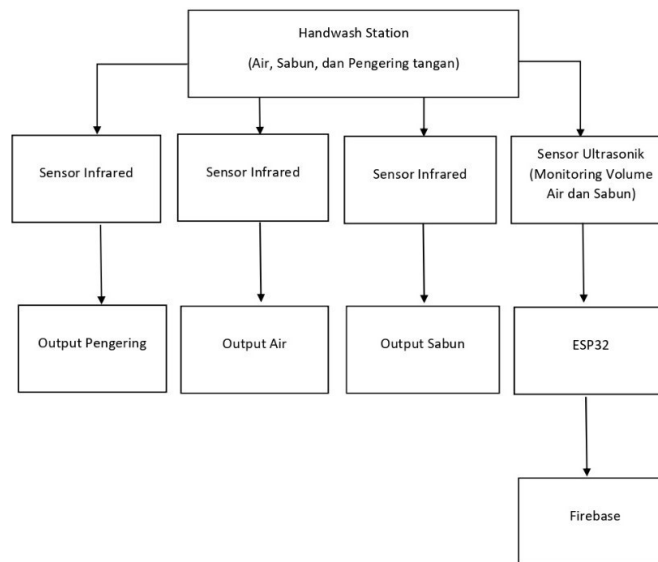 Handwash Station
(Air, Sabun, dan Pengering tangan)
Sensor Infrared
Sensor Infrared
Sensor Infrared
Sensor Ultrasonik
(Monitoring Volume
Air dan Sabun)
Output Pengering
Output Air
Output Sabun
ESP32
Firebase